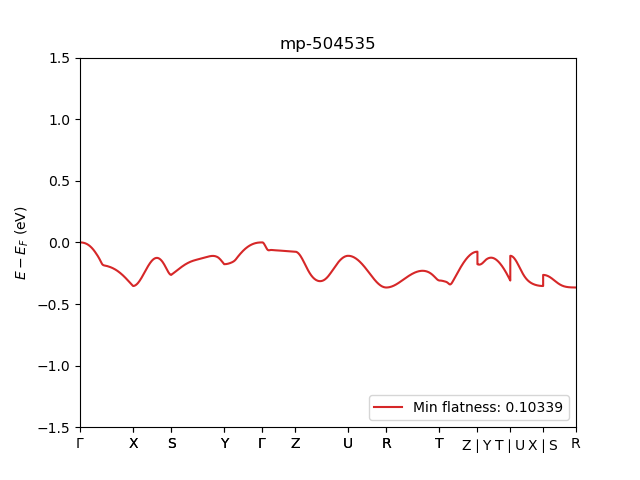 mp-504535
E − E_F (eV)
1.5
1.0
0.5
0.0
−0.5
−1.0
−1.5
Min flatness: 0.10339
Γ X S Y Γ Z U R T Z|Y T|U X|S R